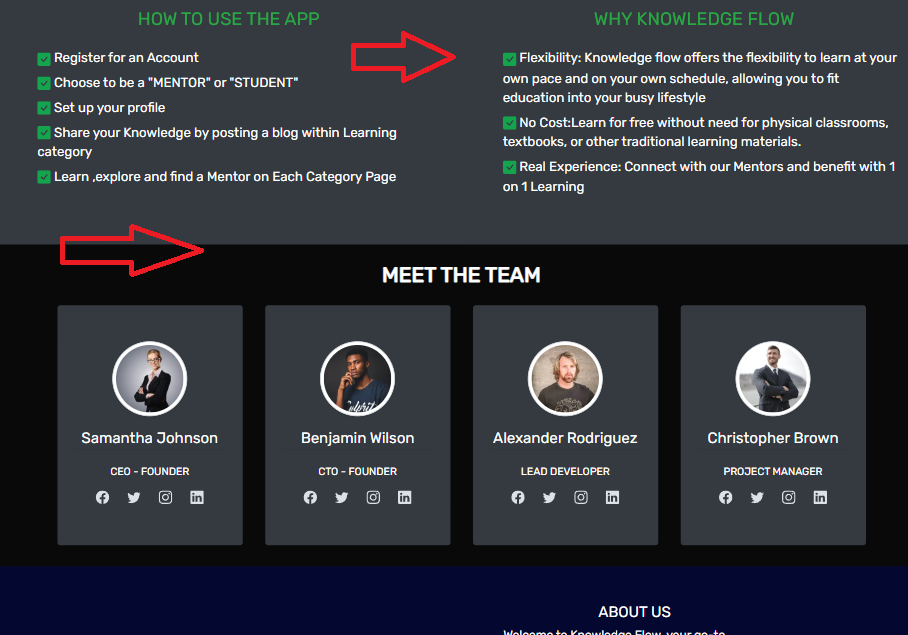 HOW TO USE THE APP
Register for an Account
Choose to be a "MENTOR" or "STUDENT"
Set up your profile
Share your Knowledge by posting a blog within Learning
category
Learn ,explore and find a Mentor on Each Category Page
WHY KNOWLEDGE FLOW
Flexibility: Knowledge flow offers the flexibility to learn at your
own pace and on your own schedule, allowing you to fit
education into your busy lifestyle
No Cost:Learn for free without need for physical classrooms,
textbooks, or other traditional learning materials.
Real Experience: Connect with our Mentors and benefit with 1
on 1 Learning
MEET THE TEAM
Samantha Johnson
CEO - FOUNDER
Benjamin Wilson
CTO - FOUNDER
Alexander Rodriguez
LEAD DEVELOPER
Christopher Brown
PROJECT MANAGER
ABOUT US
Welcome to Knowledge Flow, your go-to